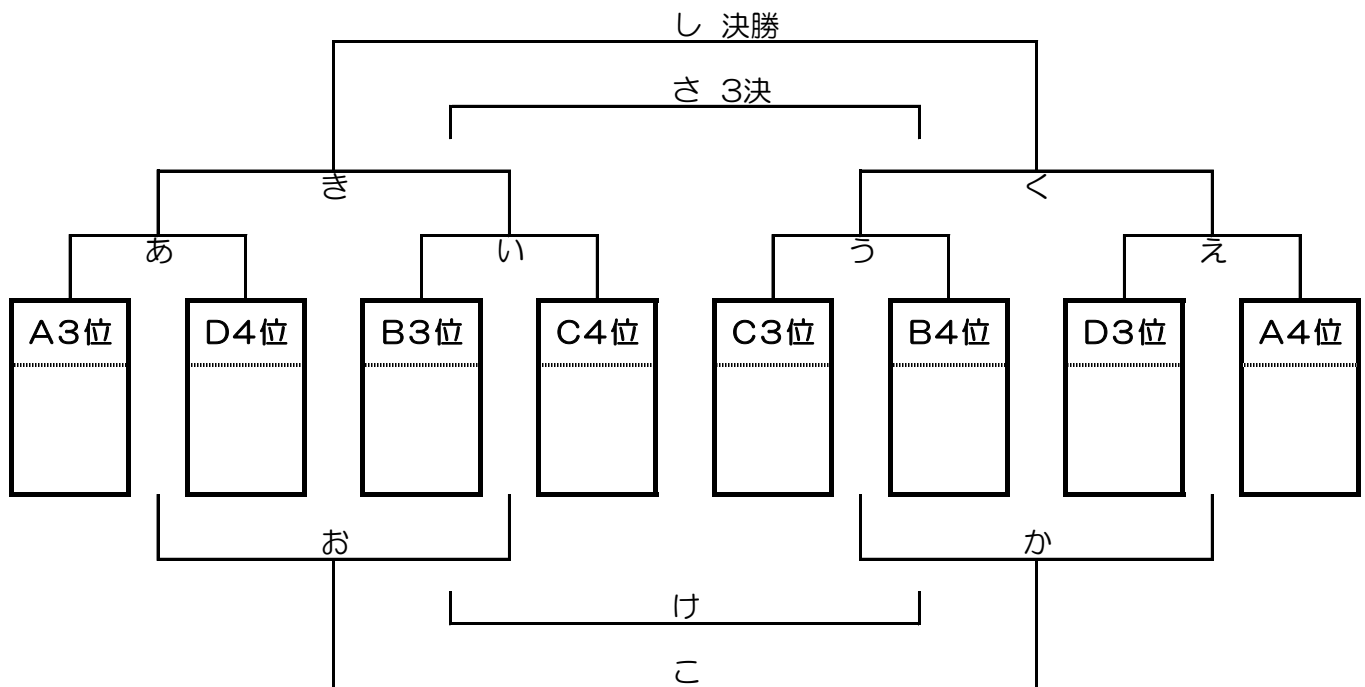 し 決勝
さ 3決
き く
あ い う え
A3位 D4位 B3位 C4位 C3位 B4位 D3位 A4位
お か
け
こ